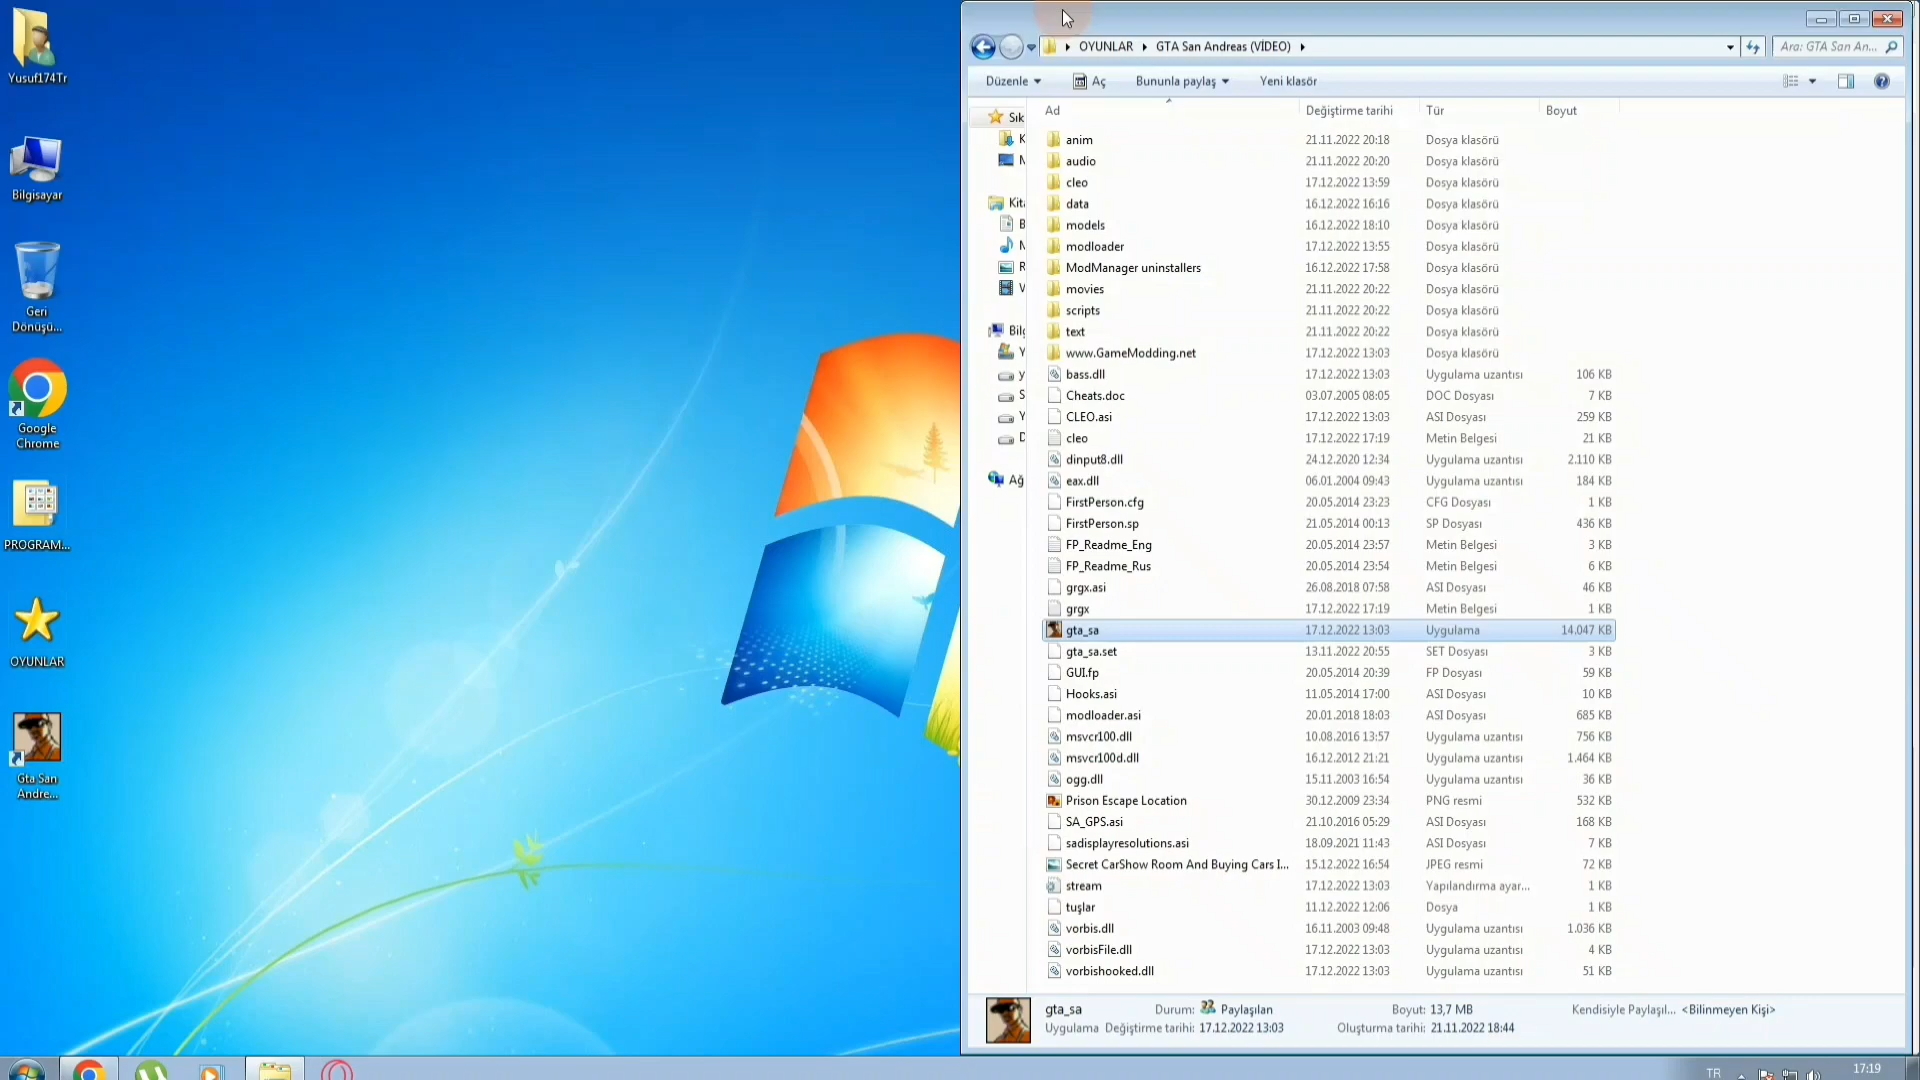 Yusuf174Tr
Bilgisayar
Geri
Dönüşü...
Google
Chrome
PROGRAM...
OYUNLAR
Gta San
Andre...
OYUNLAR
GTA San Andreas (VİDEO)
Ara: GTA San An...
Düzenle
Aç
Bununla paylaş
Yeni klasör
Sık
K
M
Kita
B
M
R
V
Bilg
Y
y
S
Y
D
Ağ
Ad Değiştirme tarihi Tür Boyut
anim 21.11.2022 20:18 Dosya klasörü
audio 21.11.2022 20:20 Dosya klasörü
cleo 17.12.2022 13:59 Dosya klasörü
data 16.12.2022 16:16 Dosya klasörü
models 16.12.2022 18:10 Dosya klasörü
modloader 17.12.2022 13:55 Dosya klasörü
ModManager uninstallers 16.12.2022 17:58 Dosya klasörü
movies 21.11.2022 20:22 Dosya klasörü
scripts 21.11.2022 20:22 Dosya klasörü
text 21.11.2022 20:22 Dosya klasörü
www.GameModding.net 17.12.2022 13:03 Dosya klasörü
bass.dll 17.12.2022 13:03 Uygulama uzantısı 106 KB
Cheats.doc 03.07.2005 08:05 DOC Dosyası 7 KB
CLEO.asi 17.12.2022 13:03 ASI Dosyası 259 KB
cleo 17.12.2022 17:19 Metin Belgesi 21 KB
dinput8.dll 24.12.2020 12:34 Uygulama uzantısı 2.110 KB
eax.dll 06.01.2004 09:43 Uygulama uzantısı 184 KB
FirstPerson.cfg 20.05.2014 23:23 CFG Dosyası 1 KB
FirstPerson.sp 21.05.2014 00:13 SP Dosyası 436 KB
FP_Readme_Eng 20.05.2014 23:57 Metin Belgesi 3 KB
FP_Readme_Rus 20.05.2014 23:54 Metin Belgesi 6 KB
grgx.asi 26.08.2018 07:58 ASI Dosyası 46 KB
grgx 17.12.2022 17:19 Metin Belgesi 1 KB
gta_sa 17.12.2022 13:03 Uygulama 14.047 KB
gta_sa.set 13.11.2022 20:55 SET Dosyası 3 KB
GUI.fp 20.05.2014 20:39 FP Dosyası 59 KB
Hooks.asi 11.05.2014 17:00 ASI Dosyası 10 KB
modloader.asi 20.01.2018 18:03 ASI Dosyası 685 KB
msvcr100.dll 10.08.2016 13:57 Uygulama uzantısı 756 KB
msvcr100d.dll 16.12.2012 21:21 Uygulama uzantısı 1.464 KB
ogg.dll 15.11.2003 16:54 Uygulama uzantısı 36 KB
Prison Escape Location 30.12.2009 23:34 PNG resmi 532 KB
SA_GPS.asi 21.10.2016 05:29 ASI Dosyası 168 KB
sadisplayresolutions.asi 18.09.2021 11:43 ASI Dosyası 7 KB
Secret CarShow Room And Buying Cars I... 15.12.2022 16:54 JPEG resmi 72 KB
stream 17.12.2022 13:03 Yapılandırma ayar... 1 KB
tuşlar 11.12.2022 12:06 Dosya 1 KB
vorbis.dll 16.11.2003 09:48 Uygulama uzantısı 1.036 KB
vorbisFile.dll 17.12.2022 13:03 Uygulama uzantısı 4 KB
vorbishooked.dll 17.12.2022 13:03 Uygulama uzantısı 51 KB
gta_sa Durum: Paylaşılan Boyut: 13,7 MB Kendisiyle Paylaşıl... <Bilinmeyen Kişi>
Uygulama Değiştirme tarihi: 17.12.2022 13:03 Oluşturma tarihi: 21.11.2022 18:44
TR
17:19